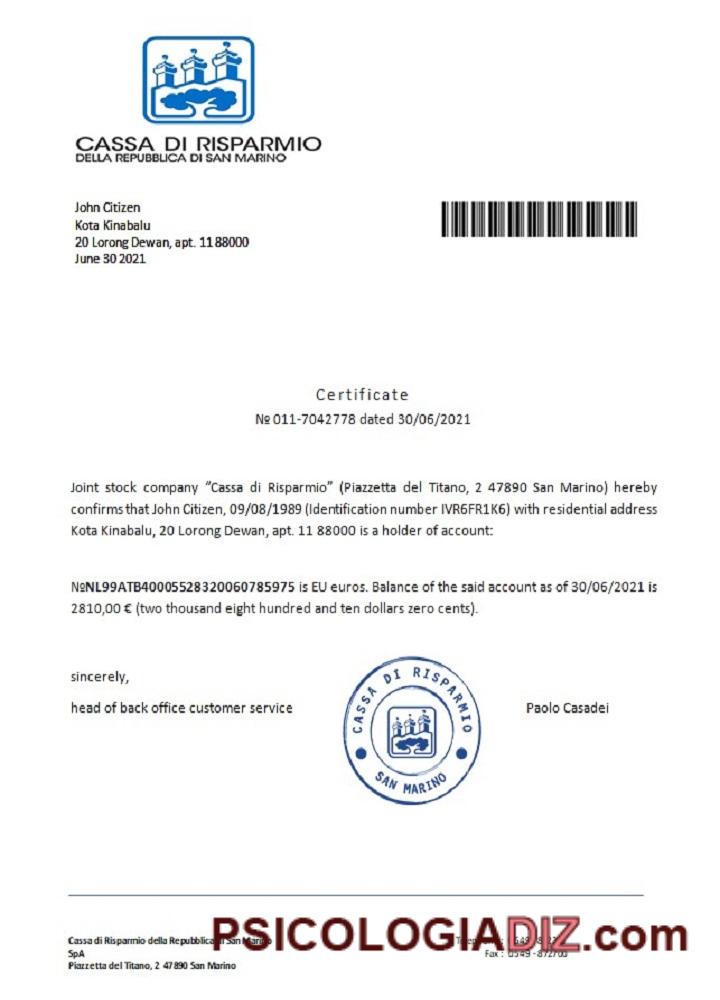 CASSA DI RISPARMIO
DELLA REPUBBLICA DI SAN MARINO
John Citizen
Kota Kinabalu
20 Lorong Dewan, apt. 11 88000
June 30 2021
Certificate
№ 011-7042778 dated 30/06/2021
Joint stock company “Cassa di Risparmio” (Piazzetta del Titano, 2 47890 San Marino) hereby
confirms that John Citizen, 09/08/1989 (Identification number IVR6FR1K6) with residential address
Kota Kinabalu, 20 Lorong Dewan, apt. 11 88000 is a holder of account:
№NL99ATB40005528320060785975 is EU euros. Balance of the said account as of 30/06/2021 is
2810,00 € (two thousand eight hundred and ten dollars zero cents).
sincerely,
head of back office customer service
CASSA DI RISPARMIO
SAN MARINO
Paolo Casadei
Cassa di Risparmio della Repubblica di San Marino
SpA
Piazzetta del Titano, 2 47890 San Marino
Fax : 0549 -872700
PSICOLOGIADIZ.com